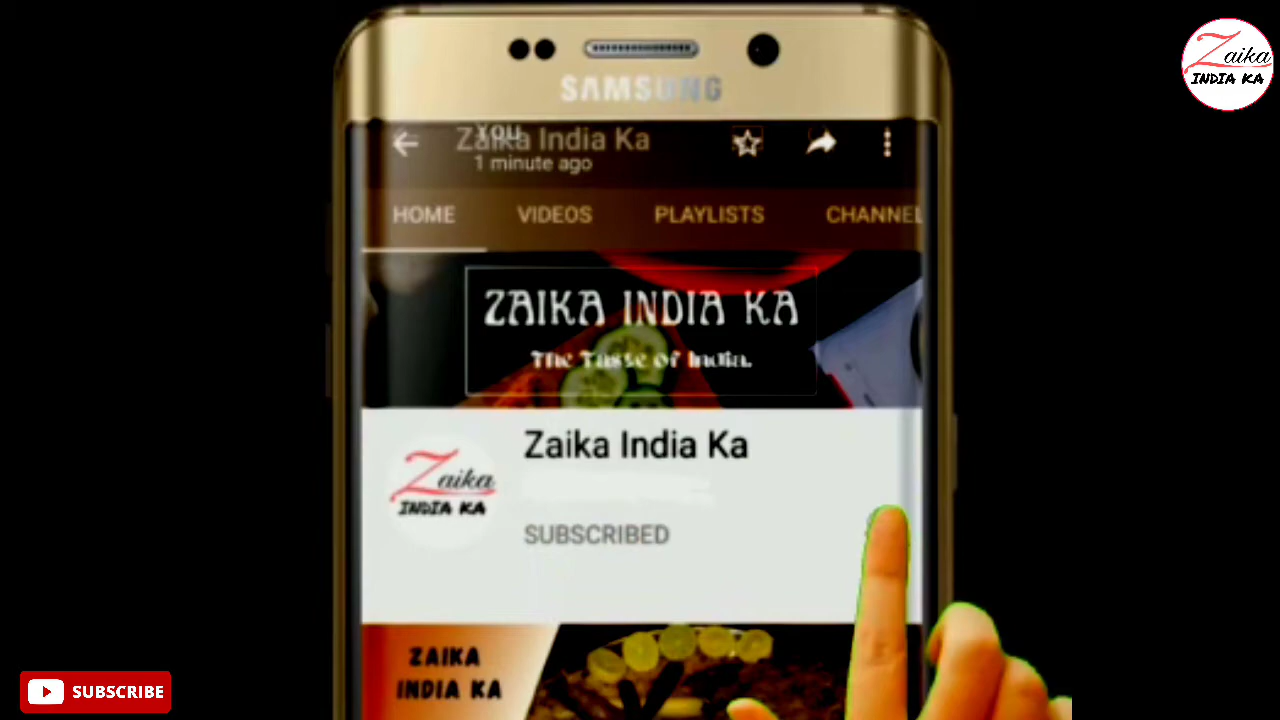 Zaika
INDIA KA
SAMSUNG
You
Zaika India Ka
1 minute ago
HOME VIDEOS PLAYLISTS CHANNEL
ZAIKA INDIA KA
The Taste of India.
Zaika India Ka
Zaika
INDIA KA
SUBSCRIBED
ZAIKA
INDIA KA
SUBSCRIBE